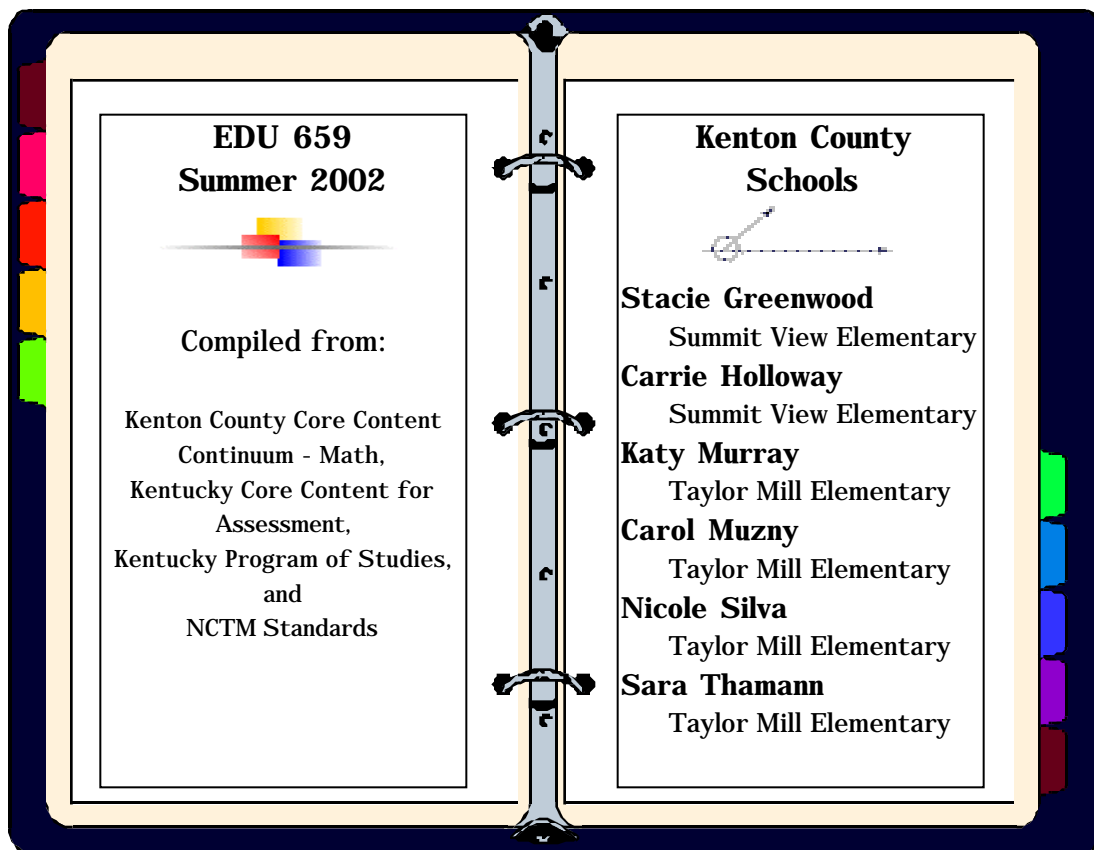 EDU 659
Summer 2002
Compiled from:
Kenton County Core Content
Continuum - Math,
Kentucky Core Content for
Assessment,
Kentucky Program of Studies,
and
NCTM Standards
Kenton County
Schools
Stacie Greenwood
Summit View Elementary
Carrie Holloway
Summit View Elementary
Katy Murray
Taylor Mill Elementary
Carol Muzny
Taylor Mill Elementary
Nicole Silva
Taylor Mill Elementary
Sara Thamann
Taylor Mill Elementary